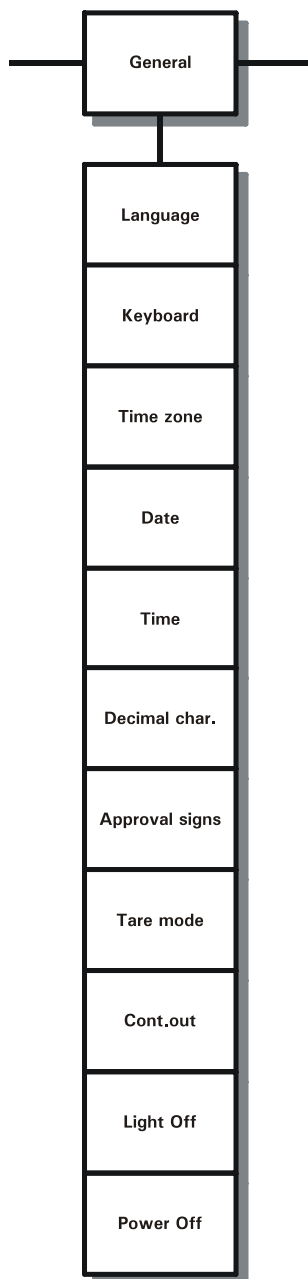 General
Language
Keyboard
Time zone
Date
Time
Decimal char.
Approval signs
Tare mode
Cont.out
Light Off
Power Off